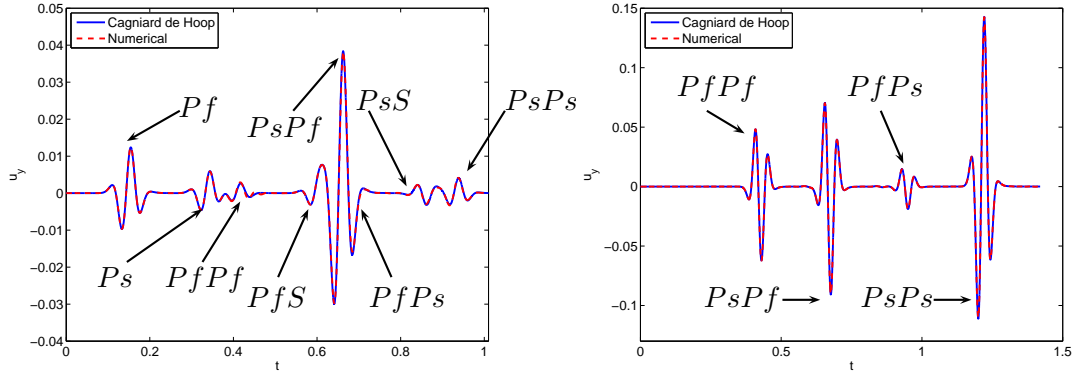 0.05
0.04
0.03
0.02
0.01
0
−0.01
−0.02
−0.03
−0.04
0
0.2
0.4
0.6
0.8
1
u_y
t
Cagniard de Hoop
Numerical
Pf
PsPf
PsS
PsPs
Ps
PfPf
PfS
PfPs
0.15
0.1
0.05
0
−0.05
−0.1
0
0.5
1
1.5
u_y
t
Cagniard de Hoop
Numerical
PfPf
PfPs
PsPf
PsPs